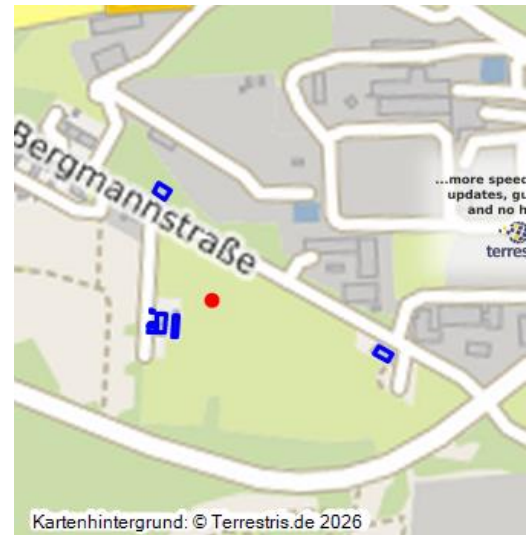 Bergmannstraße
...more speed
updates, gu
and no h
terres
Kartenhintergrund: © Terrestris.de 2026